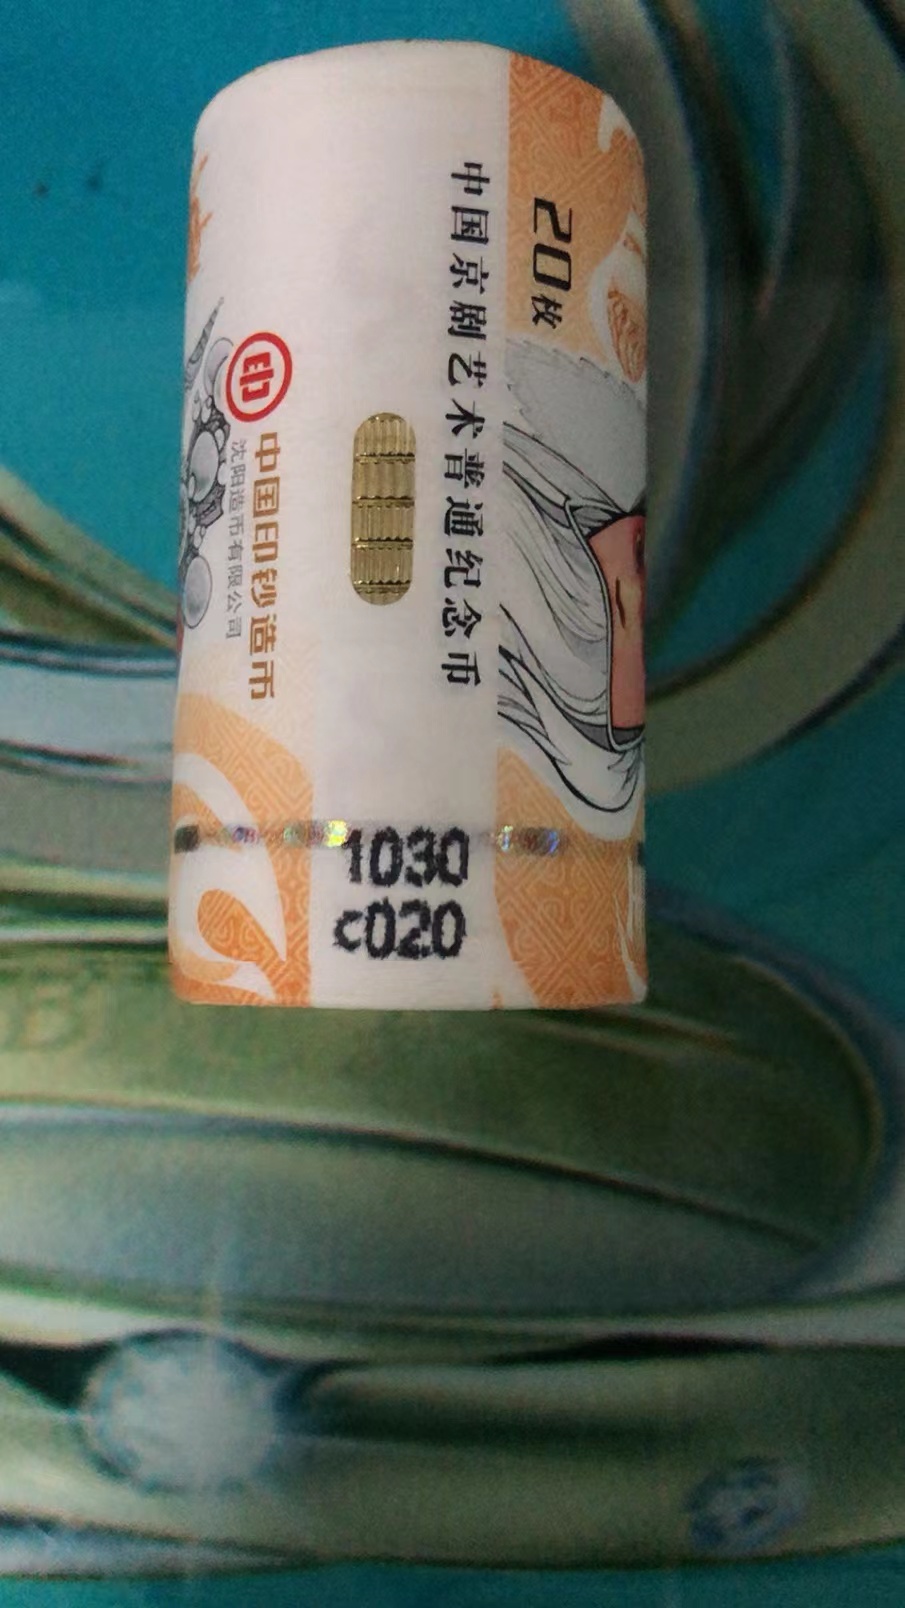 20枚
中国京剧艺术普通纪念币
中国印钞造币
沈阳造币有限公司
1030
c020